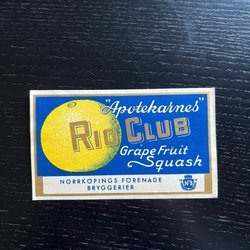 "Apotekarnes"
RIO CLUB
Grape Fruit
Squash
NORRKÖPINGS FÖRENADE
BRYGGERIER